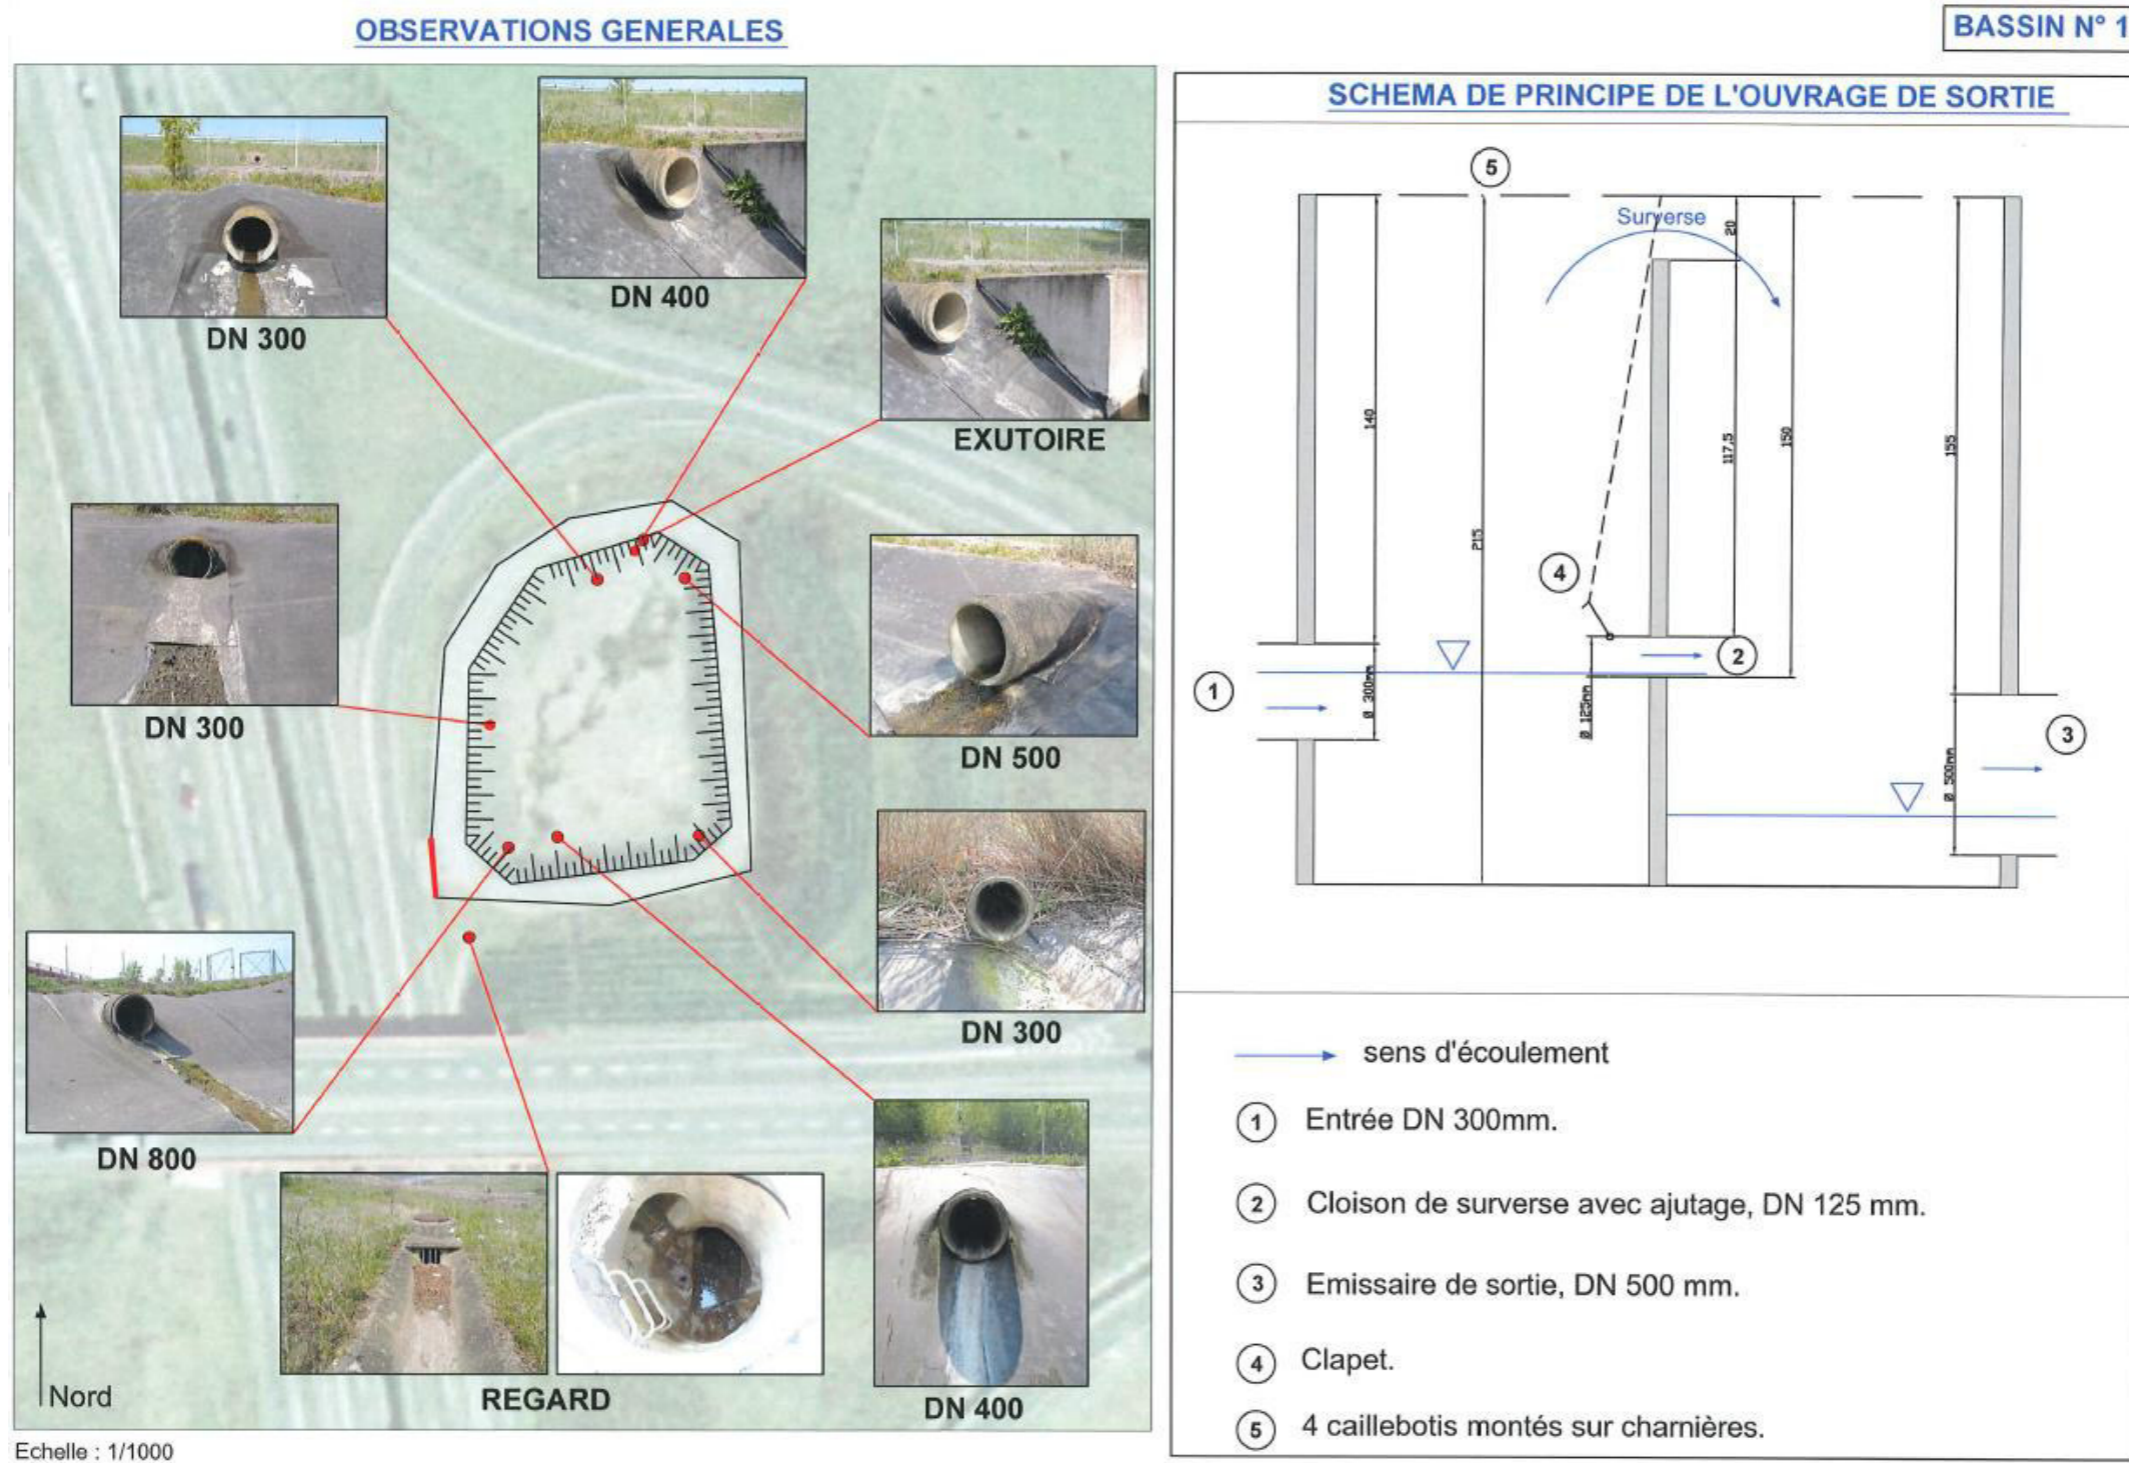 OBSERVATIONS GENERALES
BASSIN N° 1
DN 300
DN 400
EXUTOIRE
DN 300
DN 500
DN 300
DN 800
REGARD
DN 400
Nord
Echelle : 1/1000
SCHEMA DE PRINCIPE DE L'OUVRAGE DE SORTIE
5
Surverse
20
140
117,5
150
155
215
4
2
1
Ø 300mm
Ø 125mm
3
Ø 500mm
sens d'écoulement
1 Entrée DN 300mm.
2 Cloison de surverse avec ajutage, DN 125 mm.
3 Emissaire de sortie, DN 500 mm.
4 Clapet.
5 4 caillebotis montés sur charnières.